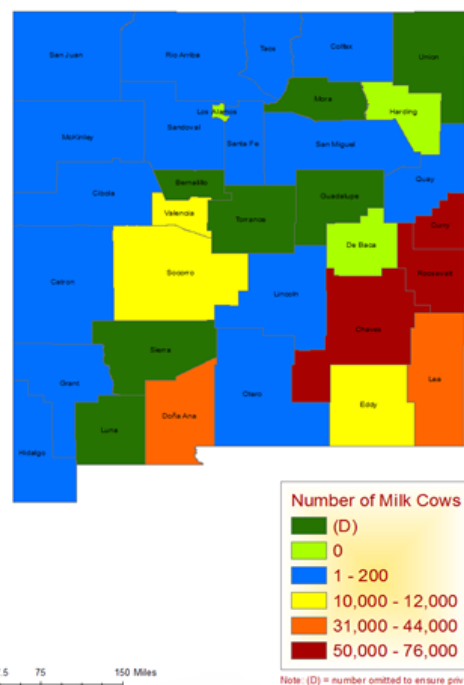 San Juan
Rio Arriba
Taos
Colfax
Union
Mora
Harding
Los Alamos
McKinley
Sandoval
Santa Fe
San Miguel
Quay
Cibola
Bernalillo
Valencia
Torrance
Guadalupe
Curry
De Baca
Roosevelt
Catron
Socorro
Lincoln
Chaves
Sierra
Lea
Grant
Otero
Eddy
Doña Ana
Luna
Hidalgo
Number of Milk Cows
(D)
0
1 - 200
10,000 - 12,000
31,000 - 44,000
50,000 - 76,000
.5 75 150 Miles
Note: (D) = number omitted to ensure priv